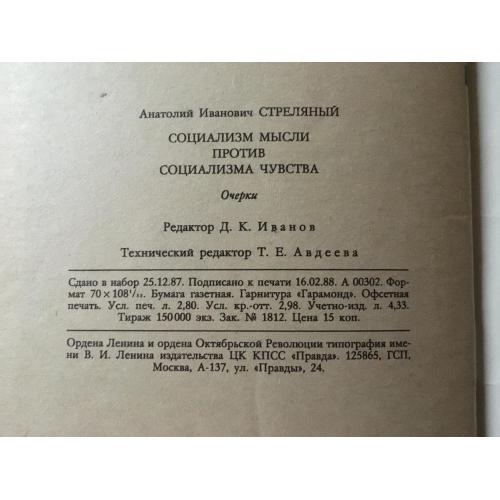 Анатолий Иванович СТРЕЛЯНЫЙ
СОЦИАЛИЗМ МЫСЛИ
ПРОТИВ
СОЦИАЛИЗМА ЧУВСТВА
Очерки
Редактор Д. К. Иванов
Технический редактор Т. Е. Авдеева
Сдано в набор 25.12.87. Подписано к печати 16.02.88. А 00302. Фор-
мат 70 × 108¹/₃₂. Бумага газетная. Гарнитура «Гарамонд». Офсетная
печать. Усл. печ. л. 2,80. Усл. кр.-отт. 2,98. Учетно-изд. л. 4,33.
Тираж 150 000 экз. Зак. № 1812. Цена 15 коп.
Ордена Ленина и ордена Октябрьской Революции типография име-
ни В. И. Ленина издательства ЦК КПСС «Правда». 125865, ГСП,
Москва, А-137, ул. «Правды», 24.